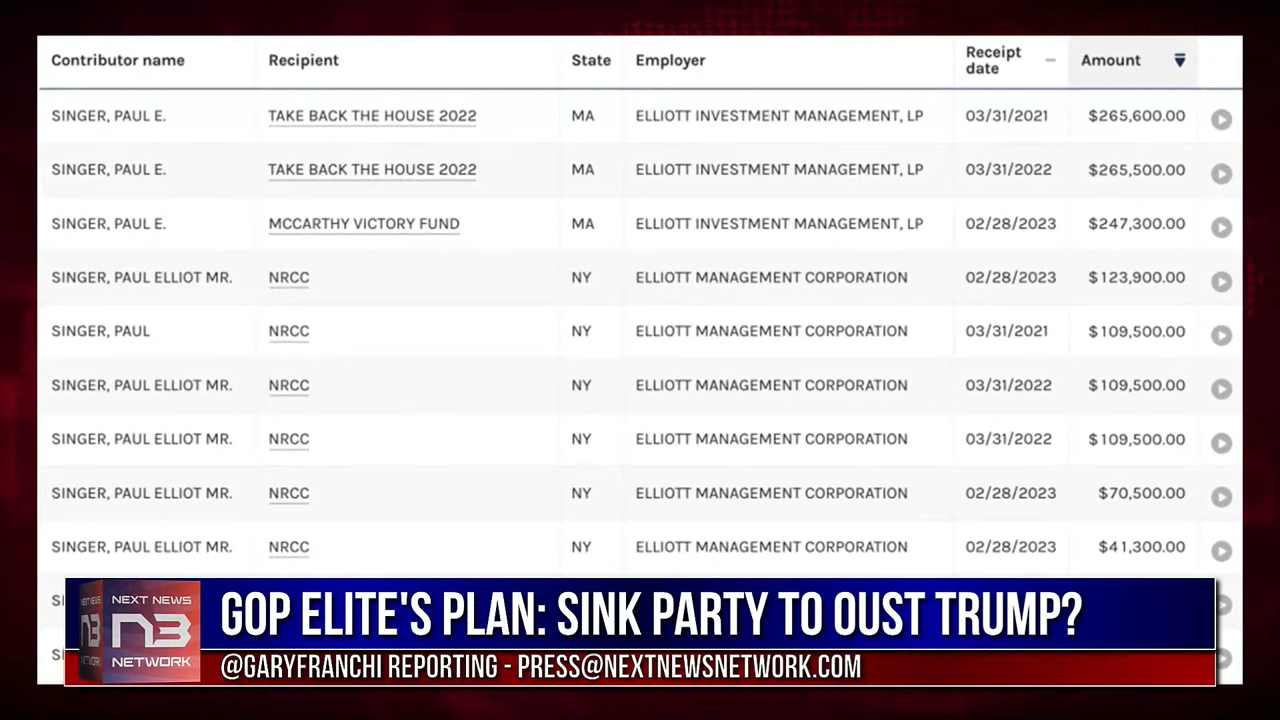 Contributor name Recipient State Employer Receipt date Amount
SINGER, PAUL E. TAKE BACK THE HOUSE 2022 MA ELLIOTT INVESTMENT MANAGEMENT, LP 03/31/2021 $265,600.00
SINGER, PAUL E. TAKE BACK THE HOUSE 2022 MA ELLIOTT INVESTMENT MANAGEMENT, LP 03/31/2022 $265,500.00
SINGER, PAUL E. MCCARTHY VICTORY FUND MA ELLIOTT INVESTMENT MANAGEMENT, LP 02/28/2023 $247,300.00
SINGER, PAUL ELLIOT MR. NRCC NY ELLIOTT MANAGEMENT CORPORATION 02/28/2023 $123,900.00
SINGER, PAUL NRCC NY ELLIOTT MANAGEMENT CORPORATION 03/31/2021 $109,500.00
SINGER, PAUL ELLIOT MR. NRCC NY ELLIOTT MANAGEMENT CORPORATION 03/31/2022 $109,500.00
SINGER, PAUL ELLIOT MR. NRCC NY ELLIOTT MANAGEMENT CORPORATION 03/31/2022 $109,500.00
SINGER, PAUL ELLIOT MR. NRCC NY ELLIOTT MANAGEMENT CORPORATION 02/28/2023 $70,500.00
SINGER, PAUL ELLIOT MR. NRCC NY ELLIOTT MANAGEMENT CORPORATION 02/28/2023 $41,300.00
NEXT NEWS
NETWORK
GOP ELITE'S PLAN: SINK PARTY TO OUST TRUMP?
@GARYFRANCHI REPORTING - PRESS@NEXTNEWSNETWORK.COM